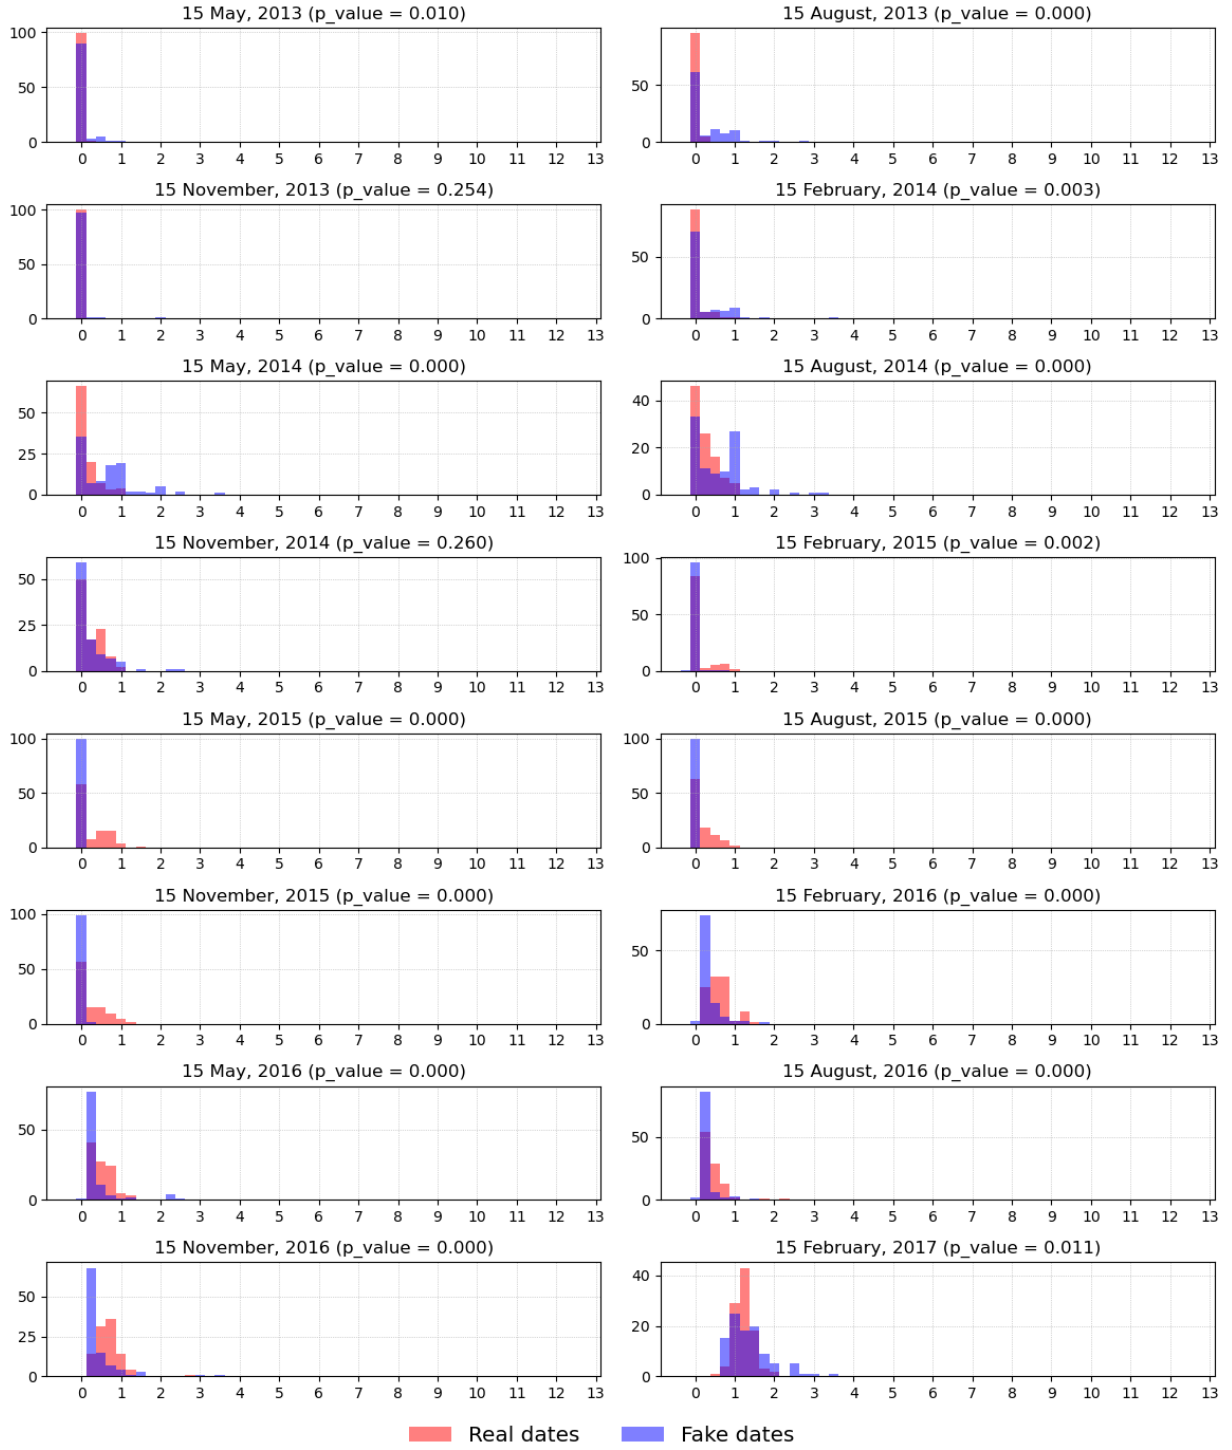 15 May, 2013 (p_value = 0.010)
100
50
0
0 1 2 3 4 5 6 7 8 9 10 11 12 13
15 August, 2013 (p_value = 0.000)
50
0
0 1 2 3 4 5 6 7 8 9 10 11 12 13
15 November, 2013 (p_value = 0.254)
100
50
0
0 1 2 3 4 5 6 7 8 9 10 11 12 13
15 February, 2014 (p_value = 0.003)
50
0
0 1 2 3 4 5 6 7 8 9 10 11 12 13
15 May, 2014 (p_value = 0.000)
50
25
0
0 1 2 3 4 5 6 7 8 9 10 11 12 13
15 August, 2014 (p_value = 0.000)
40
20
0
0 1 2 3 4 5 6 7 8 9 10 11 12 13
15 November, 2014 (p_value = 0.260)
50
25
0
0 1 2 3 4 5 6 7 8 9 10 11 12 13
15 February, 2015 (p_value = 0.002)
100
50
0
0 1 2 3 4 5 6 7 8 9 10 11 12 13
15 May, 2015 (p_value = 0.000)
100
50
0
0 1 2 3 4 5 6 7 8 9 10 11 12 13
15 August, 2015 (p_value = 0.000)
100
50
0
0 1 2 3 4 5 6 7 8 9 10 11 12 13
15 November, 2015 (p_value = 0.000)
100
50
0
0 1 2 3 4 5 6 7 8 9 10 11 12 13
15 February, 2016 (p_value = 0.000)
50
0
0 1 2 3 4 5 6 7 8 9 10 11 12 13
15 May, 2016 (p_value = 0.000)
50
0
0 1 2 3 4 5 6 7 8 9 10 11 12 13
15 August, 2016 (p_value = 0.000)
50
0
0 1 2 3 4 5 6 7 8 9 10 11 12 13
15 November, 2016 (p_value = 0.000)
50
25
0
0 1 2 3 4 5 6 7 8 9 10 11 12 13
15 February, 2017 (p_value = 0.011)
40
20
0
0 1 2 3 4 5 6 7 8 9 10 11 12 13
Real dates
Fake dates